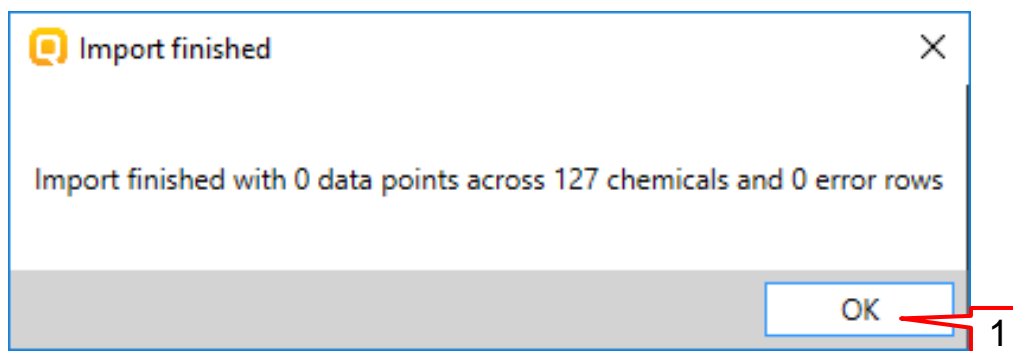 Import finished
Import finished with 0 data points across 127 chemicals and 0 error rows
OK
1